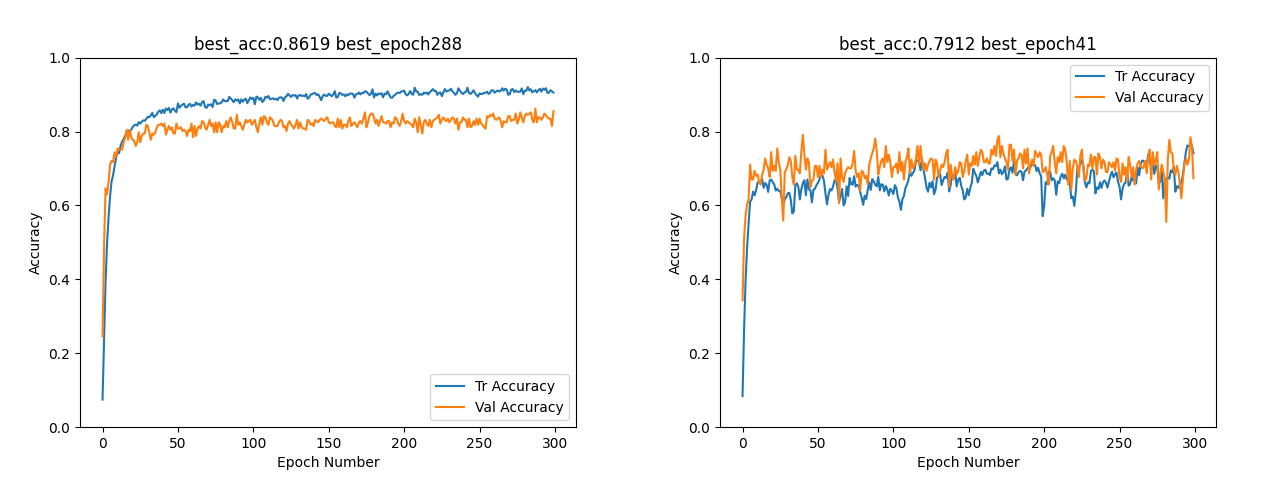 best_acc:0.8619 best_epoch288
1.0
0.8
0.6
0.4
0.2
0.0
Accuracy
0 50 100 150 200 250 300
Epoch Number
Tr Accuracy
Val Accuracy
best_acc:0.7912 best_epoch41
1.0
0.8
0.6
0.4
0.2
0.0
Accuracy
0 50 100 150 200 250 300
Epoch Number
Tr Accuracy
Val Accuracy